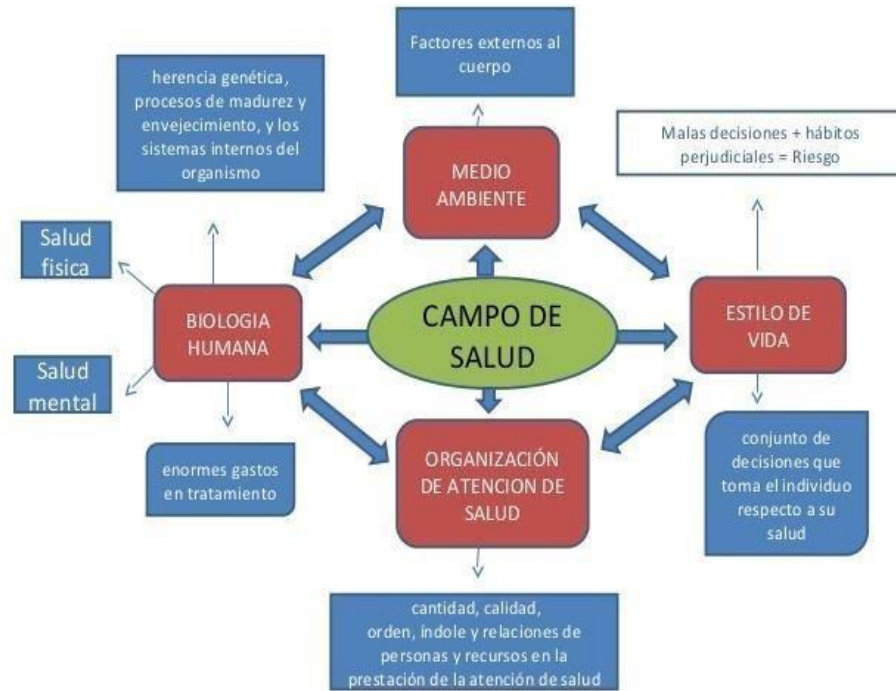 Factores externos al
cuerpo
herencia genética,
procesos de madurez y
envejecimiento, y los
sistemas internos del
organismo
Malas decisiones + hábitos
perjudiciales = Riesgo
MEDIO
AMBIENTE
Salud
fisica
BIOLOGIA
HUMANA
CAMPO DE
SALUD
ESTILO DE
VIDA
Salud
mental
enormes gastos
en tratamiento
ORGANIZACIÓN
DE ATENCION DE
SALUD
conjunto de
decisiones que
toma el individuo
respecto a su
salud
cantidad, calidad,
orden, índole y relaciones de
personas y recursos en la
prestación de la atención de salud